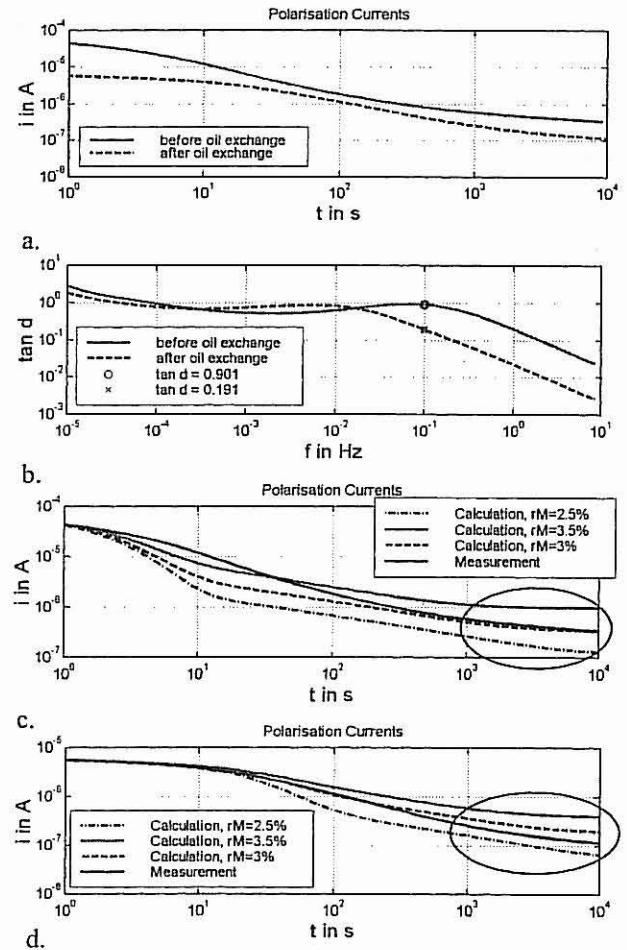 Polarisation Currents
10^-4
10^-5
10^-6
10^-7
10^-8
i in A
before oil exchange
after oil exchange
10^0 10^1 10^2 10^3 10^4
t in s
a.
10^1
10^0
10^-1
10^-2
10^-3
tan d
before oil exchange
after oil exchange
tan d = 0.901
tan d = 0.191
10^-5 10^-4 10^-3 10^-2 10^-1 10^0 10^1
f in Hz
b.
Polarisation Currents
10^-4
10^-5
10^-6
10^-7
i in A
Calculation, rM=2.5%
Calculation, rM=3.5%
Calculation, rM=3%
Measurement
10^0 10^1 10^2 10^3 10^4
t in s
c.
Polarisation Currents
10^-5
10^-6
10^-7
10^-8
i in A
Calculation, rM=2.5%
Calculation, rM=3.5%
Calculation, rM=3%
Measurement
10^0 10^1 10^2 10^3 10^4
t in s
d.